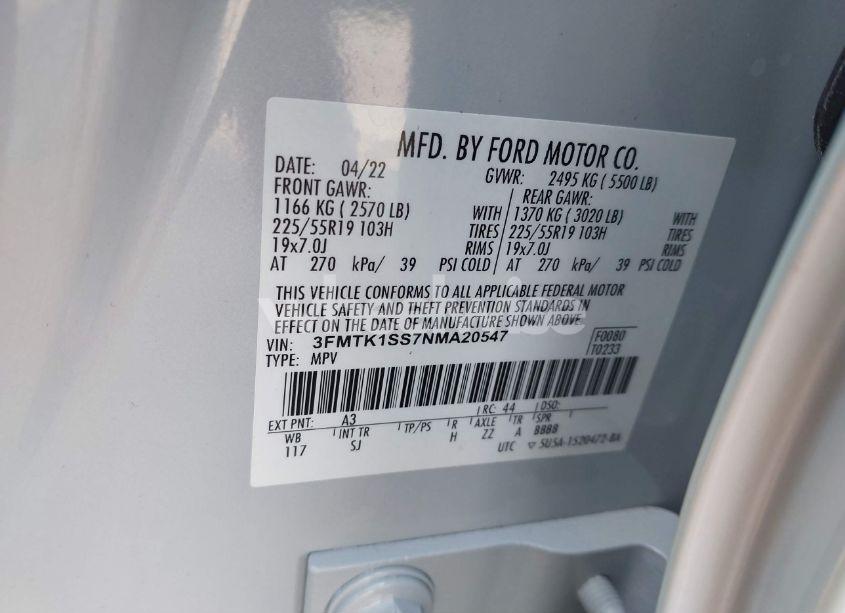 MFD. BY FORD MOTOR CO.
DATE: 04/22 GVWR: 2495 KG ( 5500 LB)
FRONT GAWR: REAR GAWR:
1166 KG ( 2570 LB) WITH 1370 KG ( 3020 LB) WITH
225/55R19 103H TIRES 225/55R19 103H TIRES
19x7.0J RIMS 19x7.0J RIMS
AT 270 kPa/ 39 PSI COLD AT 270 kPa/ 39 PSI COLD
THIS VEHICLE CONFORMS TO ALL APPLICABLE FEDERAL MOTOR
VEHICLE SAFETY AND THEFT PREVENTION STANDARDS IN
EFFECT ON THE DATE OF MANUFACTURE SHOWN ABOVE.
VIN: 3FMTK1SS7NMA20547 F0080
TYPE: MPV T0233
EXT PNT: A3 RC: 44 DSO:
WB INT TR TP/PS R AXLE TR SPR
117 SJ H ZZ A 8888
UTC